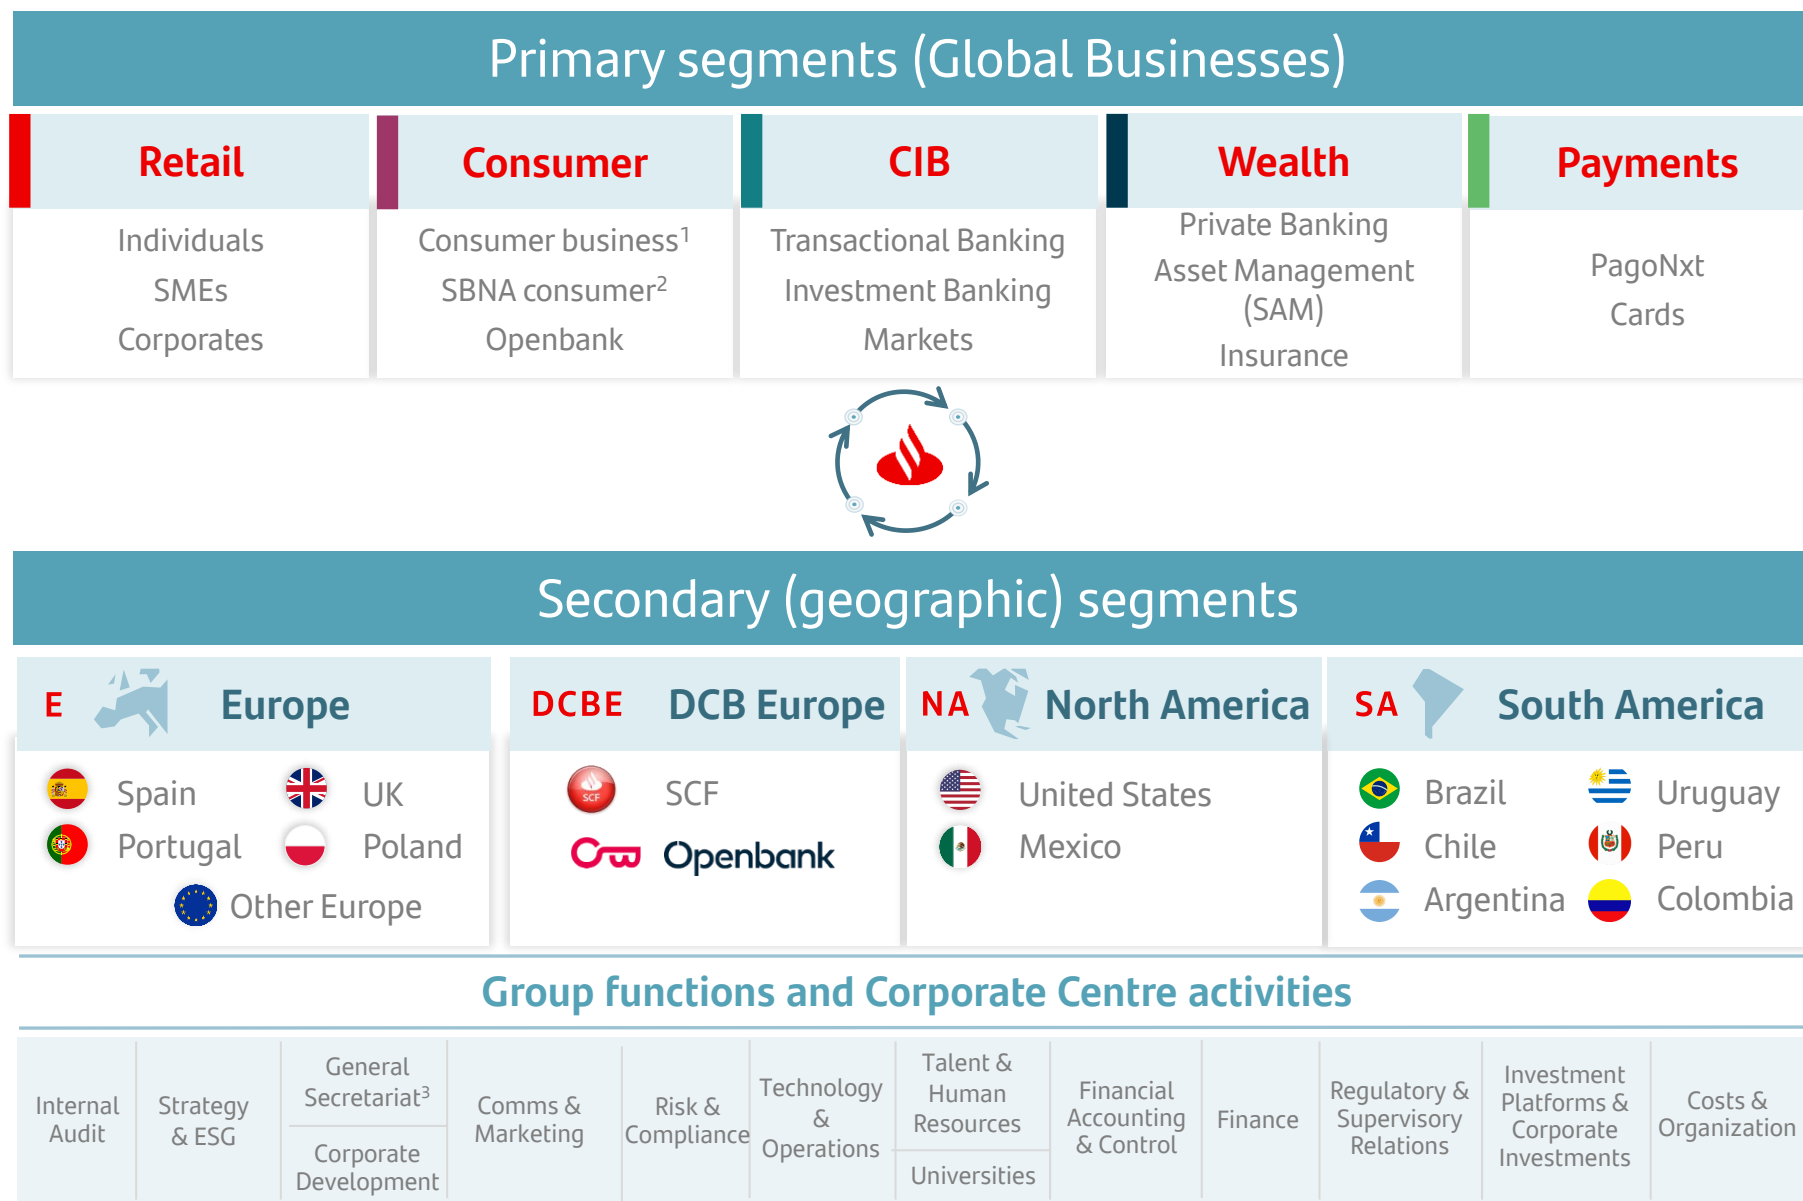 Primary segments (Global Businesses)
Retail
Individuals
SMEs
Corporates
Consumer
Consumer business¹
SBNA consumer²
Openbank
CIB
Transactional Banking
Investment Banking
Markets
Wealth
Private Banking
Asset Management
(SAM)
Insurance
Payments
PagoNxt
Cards
Secondary (geographic) segments
E
Europe
Spain
UK
Portugal
Poland
Other Europe
DCBE
DCB Europe
SCF
SCF
Openbank
NA
North America
United States
Mexico
SA
South America
Brazil
Uruguay
Chile
Peru
Argentina
Colombia
Group functions and Corporate Centre activities
Internal
Audit
Strategy
& ESG
General
Secretariat³
Corporate
Development
Comms &
Marketing
Risk &
Compliance
Technology
&
Operations
Talent &
Human
Resources
Universities
Financial
Accounting
& Control
Finance
Regulatory &
Supervisory
Relations
Investment
Platforms &
Corporate
Investments
Costs &
Organization